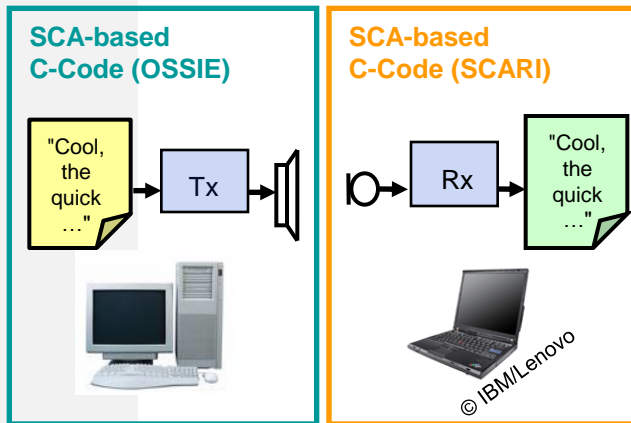 SCA-based
C-Code (OSSIE)
"Cool,
the
quick
…"
Tx
SCA-based
C-Code (SCARI)
Rx
"Cool,
the
quick
…"
© IBM/Lenovo